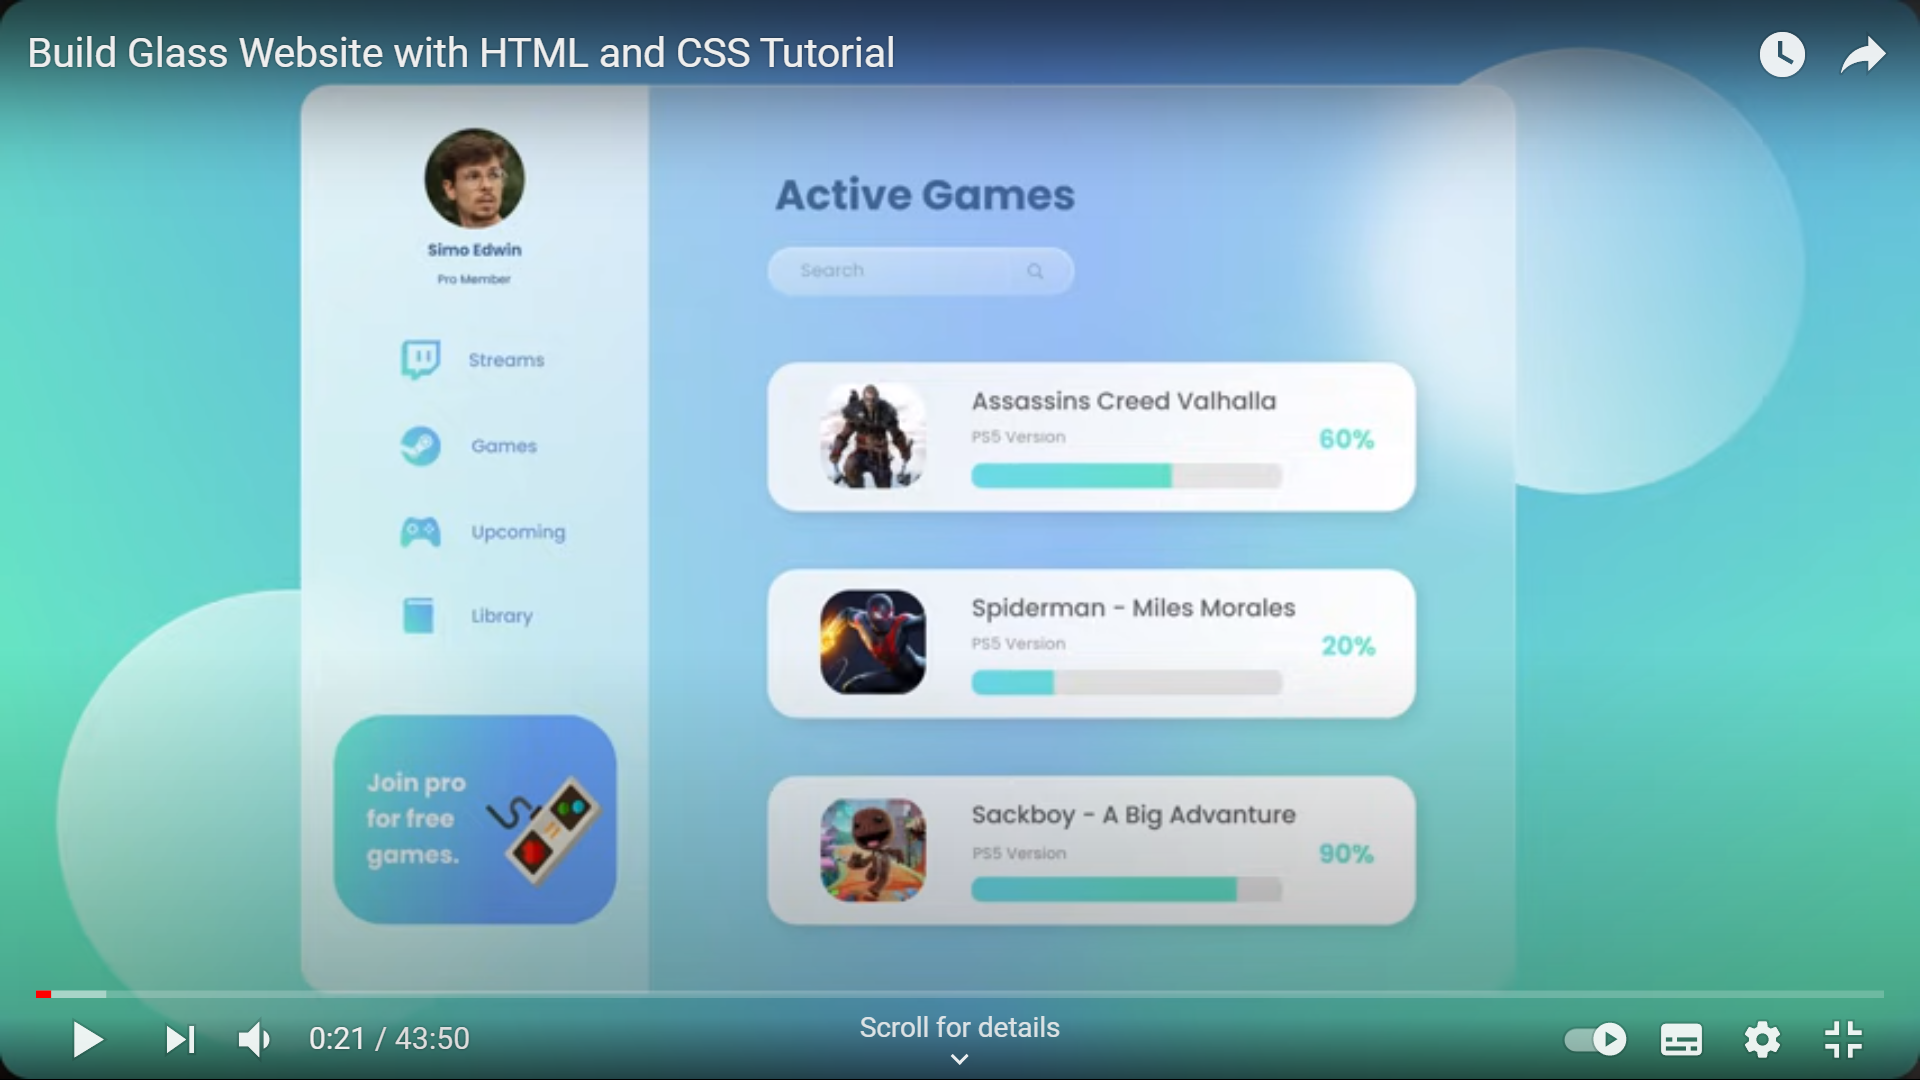 Build Glass Website with HTML and CSS Tutorial
Simo Edwin
Pro Member
Streams
Games
Upcoming
Library
Join pro
for free
games.
Active Games
Search
Assassins Creed Valhalla
PS5 Version
60%
Spiderman - Miles Morales
PS5 Version
20%
Sackboy - A Big Advanture
PS5 Version
90%
0:21 / 43:50
Scroll for details